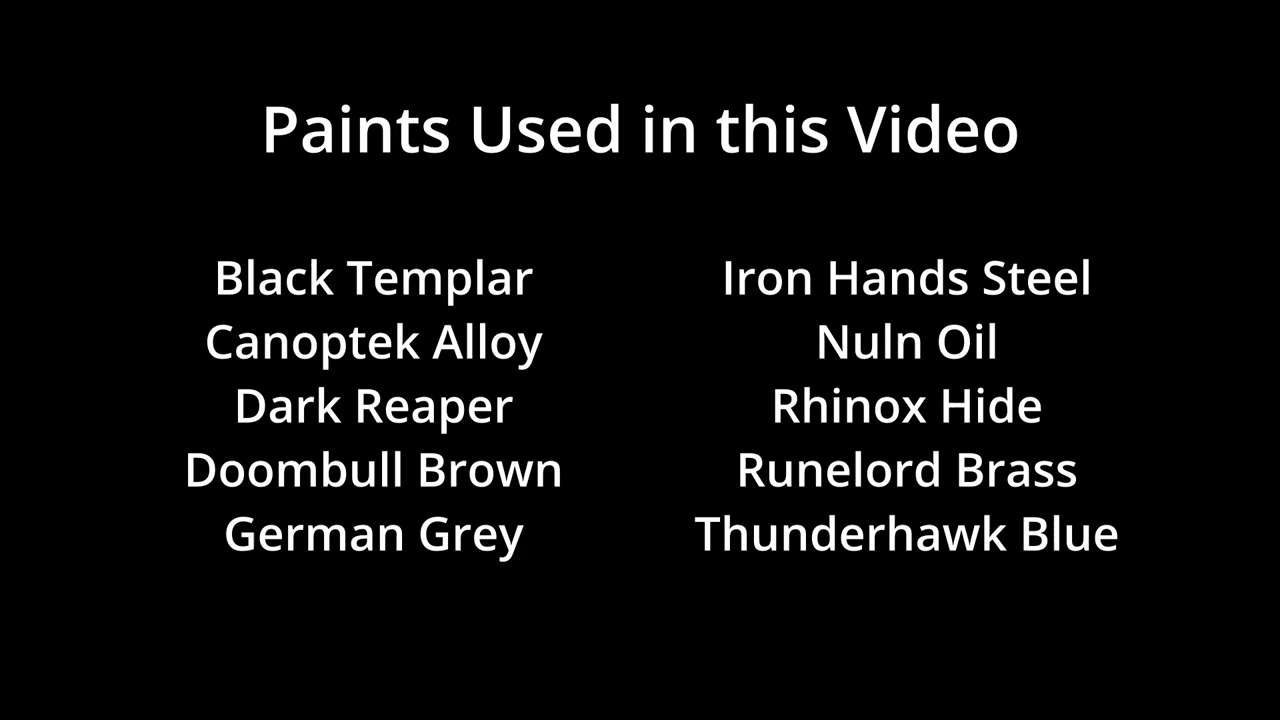 Paints Used in this Video
Black Templar
Canoptek Alloy
Dark Reaper
Doombull Brown
German Grey
Iron Hands Steel
Nuln Oil
Rhinox Hide
Runelord Brass
Thunderhawk Blue